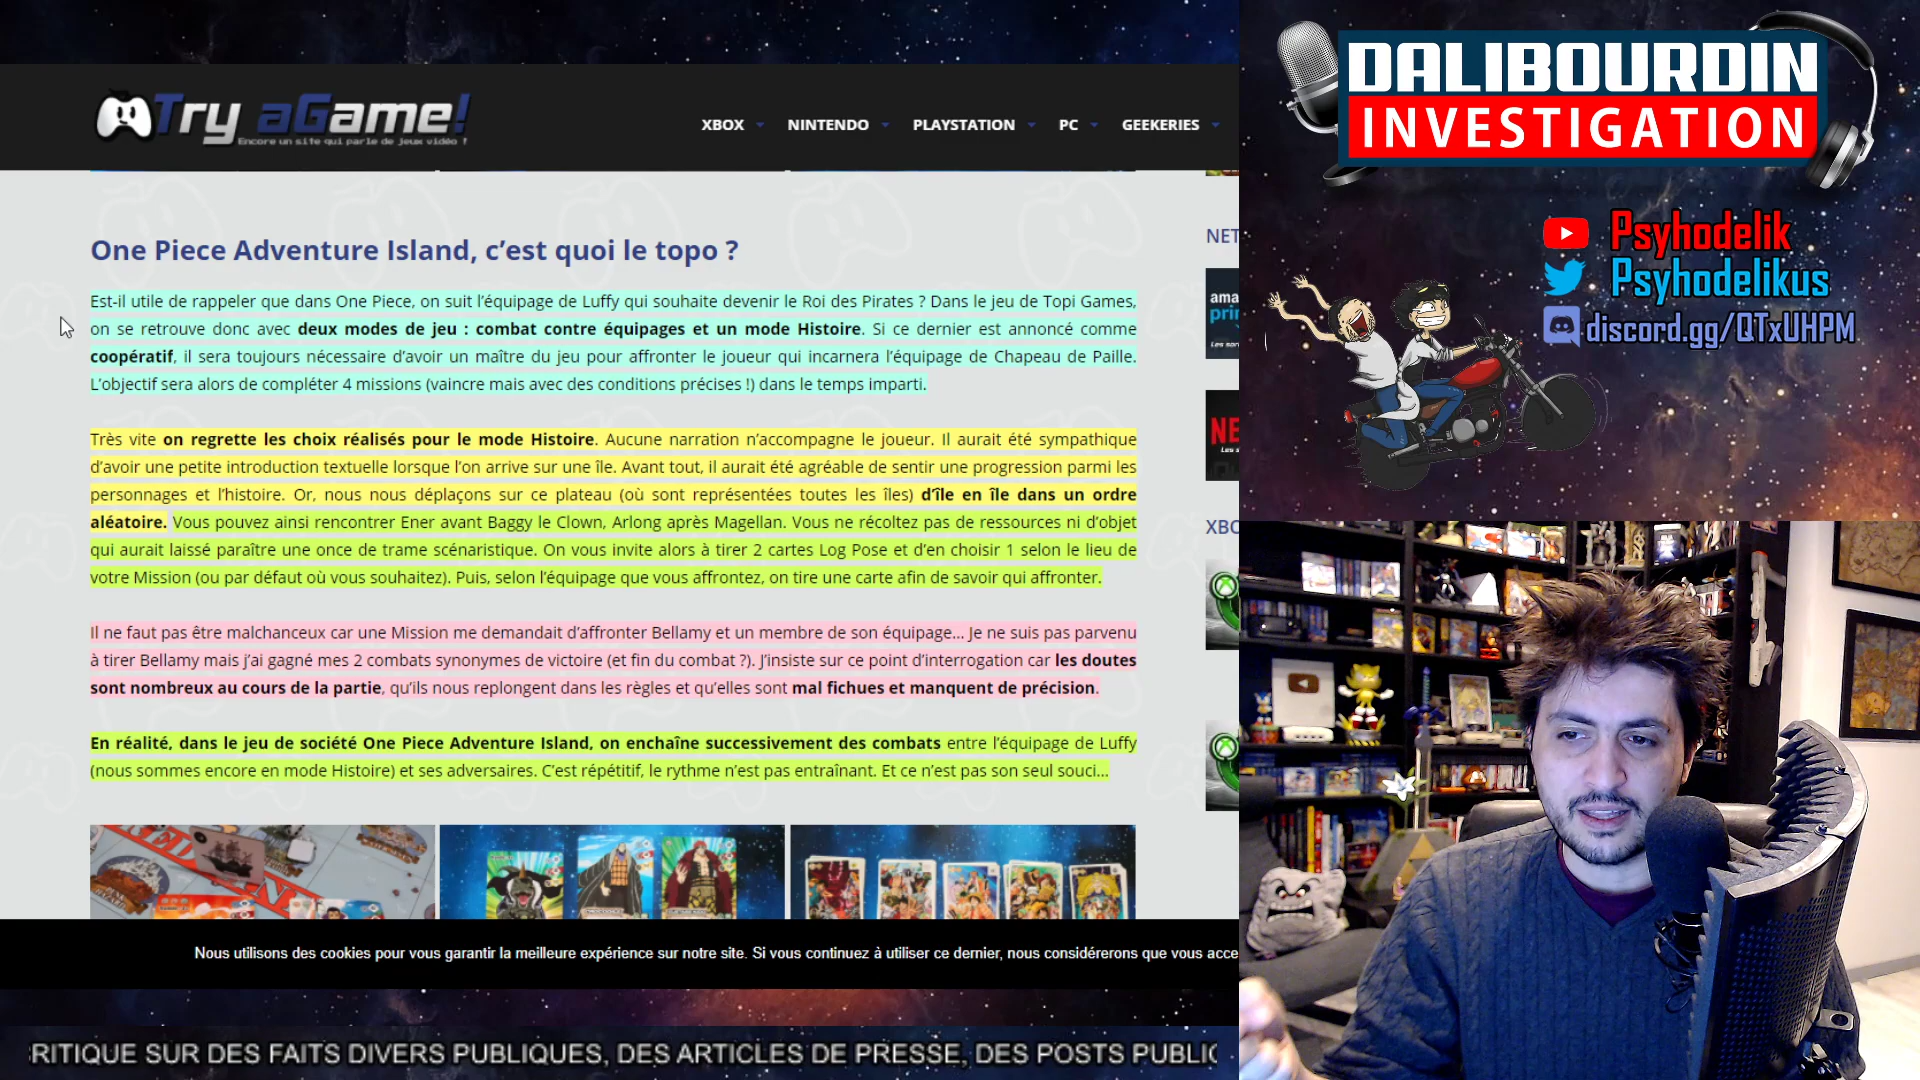 Try aGame!
Encore un site qui parle de jeux vidéo !
XBOX NINTENDO PLAYSTATION PC GEEKERIES
DALIBOURDIN
INVESTIGATION
Psyhodelik
Psyhodelikus
discord.gg/QTxUHPM
One Piece Adventure Island, c’est quoi le topo ?
Est-il utile de rappeler que dans One Piece, on suit l’équipage de Luffy qui souhaite devenir le Roi des Pirates ? Dans le jeu de Topi Games,
on se retrouve donc avec deux modes de jeu : combat contre équipages et un mode Histoire. Si ce dernier est annoncé comme
coopératif, il sera toujours nécessaire d’avoir un maître du jeu pour affronter le joueur qui incarnera l’équipage de Chapeau de Paille.
L’objectif sera alors de compléter 4 missions (vaincre mais avec des conditions précises !) dans le temps imparti.
Très vite on regrette les choix réalisés pour le mode Histoire. Aucune narration n’accompagne le joueur. Il aurait été sympathique
d’avoir une petite introduction textuelle lorsque l’on arrive sur une île. Avant tout, il aurait été agréable de sentir une progression parmi les
personnages et l’histoire. Or, nous nous déplaçons sur ce plateau (où sont représentées toutes les îles) d’île en île dans un ordre
aléatoire. Vous pouvez ainsi rencontrer Ener avant Baggy le Clown, Arlong après Magellan. Vous ne récoltez pas de ressources ni d’objet
qui aurait laissé paraître une once de trame scénaristique. On vous invite alors à tirer 2 cartes Log Pose et d’en choisir 1 selon le lieu de
votre Mission (ou par défaut où vous souhaitez). Puis, selon l’équipage que vous affrontez, on tire une carte afin de savoir qui affronter.
Il ne faut pas être malchanceux car une Mission me demandait d’affronter Bellamy et un membre de son équipage… Je ne suis pas parvenu
à tirer Bellamy mais j’ai gagné mes 2 combats synonymes de victoire (et fin du combat ?). J’insiste sur ce point d’interrogation car les doutes
sont nombreux au cours de la partie, qu’ils nous replongent dans les règles et qu’elles sont mal fichues et manquent de précision.
En réalité, dans le jeu de société One Piece Adventure Island, on enchaîne successivement des combats entre l’équipage de Luffy
(nous sommes encore en mode Histoire) et ses adversaires. C’est répétitif, le rythme n’est pas entraînant. Et ce n’est pas son seul souci…
NET
ama
prin
Les sor
NE
Les s
XBO
Nous utilisons des cookies pour vous garantir la meilleure expérience sur notre site. Si vous continuez à utiliser ce dernier, nous considérerons que vous acce
RITIQUE SUR DES FAITS DIVERS PUBLIQUES, DES ARTICLES DE PRESSE, DES POSTS PUBLIC